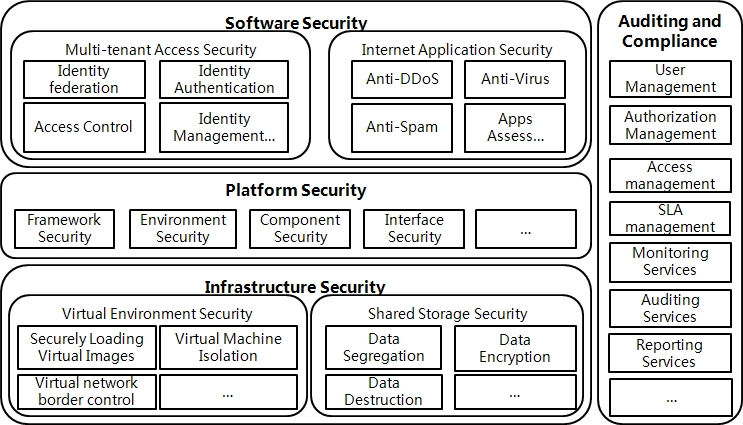 Software Security
Multi-tenant Access Security
Identity
federation
Identity
Authentication
Access Control
Identity
Management...
Internet Application Security
Anti-DDoS
Anti-Virus
Anti-Spam
Apps
Assess...
Platform Security
Framework
Security
Environment
Security
Component
Security
Interface
Security
...
Infrastructure Security
Virtual Environment Security
Securely Loading
Virtual Images
Virtual Machine
Isolation
Virtual network
border control
...
Shared Storage Security
Data
Segregation
Data
Encryption
Data
Destruction
...
Auditing and
Compliance
User
Management
Authorization
Management
Access
management
SLA
management
Monitoring
Services
Auditing
Services
Reporting
Services
...